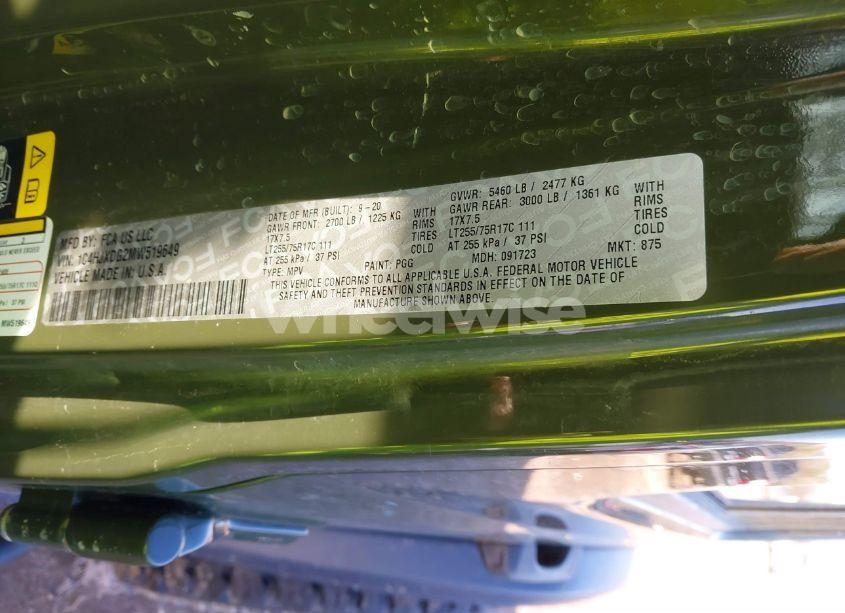 MFD BY: FCA US LLC
VIN: 1C4HJXDG2MW519649
VEHICLE MADE IN U.S.A.
DATE OF MFR (BUILT): 9-20
GAWR FRONT: 2700 LB / 1225 KG WITH
17X7.5 RIMS
LT255/75R17C 111 TIRES
AT 255 kPa / 37 PSI COLD
GVWR: 5460 LB / 2477 KG
GAWR REAR: 3000 LB / 1361 KG WITH
17X7.5 RIMS
LT255/75R17C 111 TIRES
AT 255 kPa / 37 PSI COLD
TYPE: MPV PAINT: PGG MDH: 091723 MKT: 875
THIS VEHICLE CONFORMS TO ALL APPLICABLE U.S.A. FEDERAL MOTOR VEHICLE
SAFETY AND THEFT PREVENTION STANDARDS IN EFFECT ON THE DATE OF
MANUFACTURE SHOWN ABOVE.
wheelwise